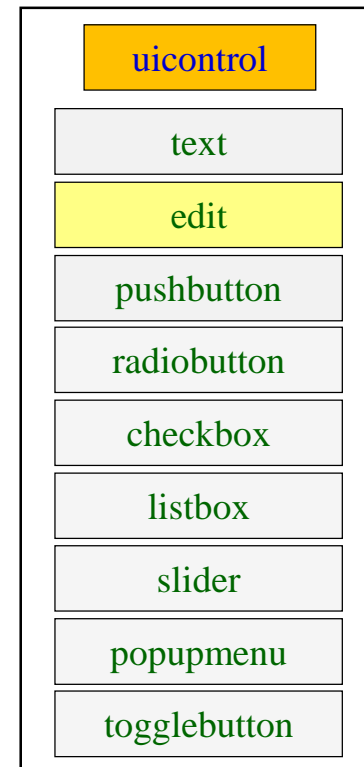 uicontrol
text
edit
pushbutton
radiobutton
checkbox
listbox
slider
popupmenu
togglebutton